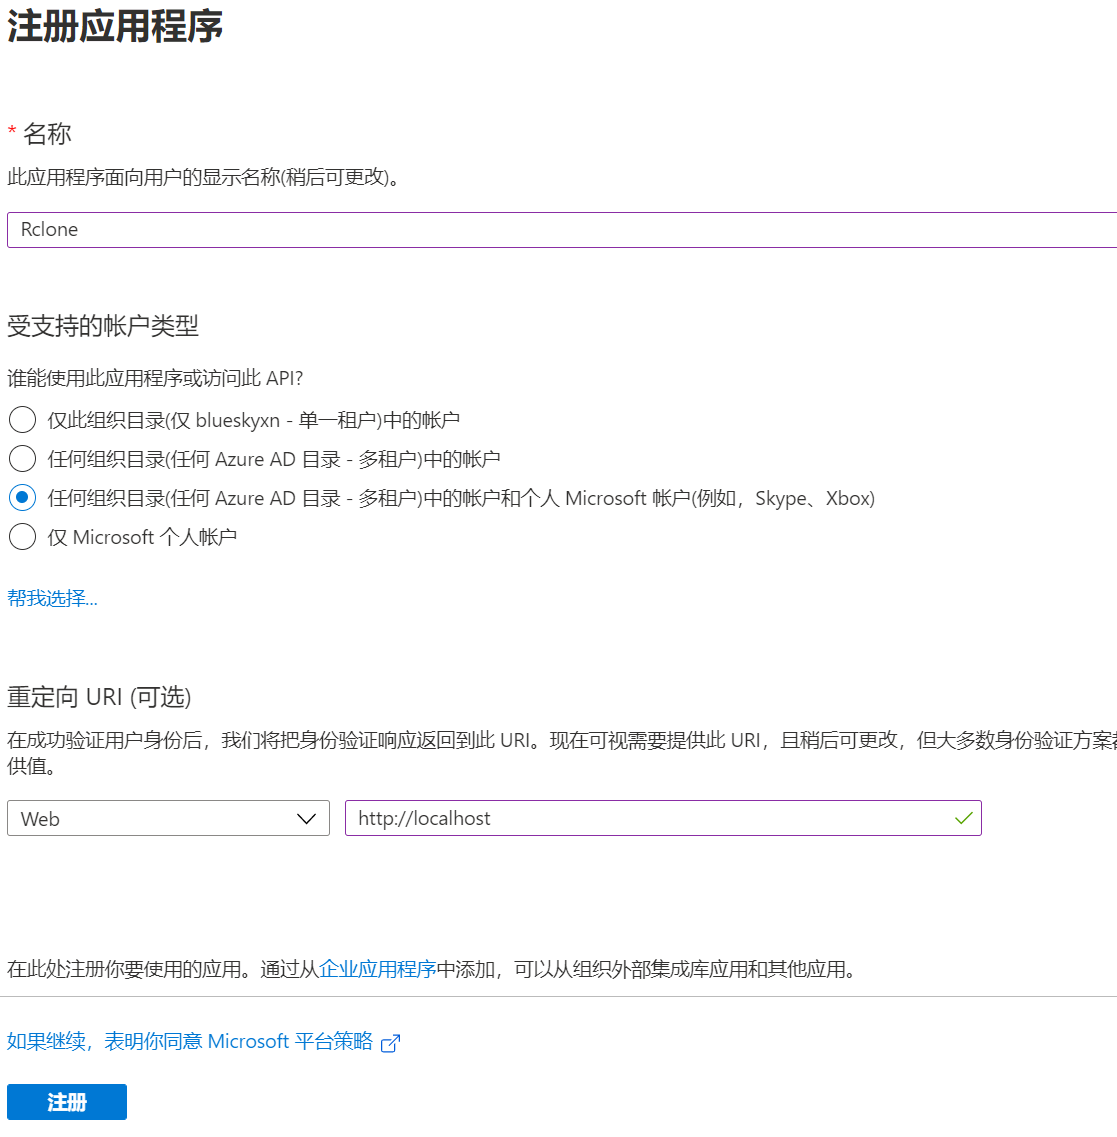 注册应用程序
* 名称
此应用程序面向用户的显示名称(稍后可更改)。
Rclone
受支持的帐户类型
谁能使用此应用程序或访问此 API?
仅此组织目录(仅 blueskyxn - 单一租户)中的帐户
任何组织目录(任何 Azure AD 目录 - 多租户)中的帐户
任何组织目录(任何 Azure AD 目录 - 多租户)中的帐户和个人 Microsoft 帐户(例如，Skype、Xbox)
仅 Microsoft 个人帐户
帮我选择...
重定向 URI (可选)
在成功验证用户身份后，我们将把身份验证响应返回到此 URI。现在可视需要提供此 URI，且稍后可更改，但大多数身份验证方案
供值。
Web
http://localhost
在此处注册你要使用的应用。通过从企业应用程序中添加，可以从组织外部集成库应用和其他应用。
如果继续，表明你同意 Microsoft 平台策略
注册